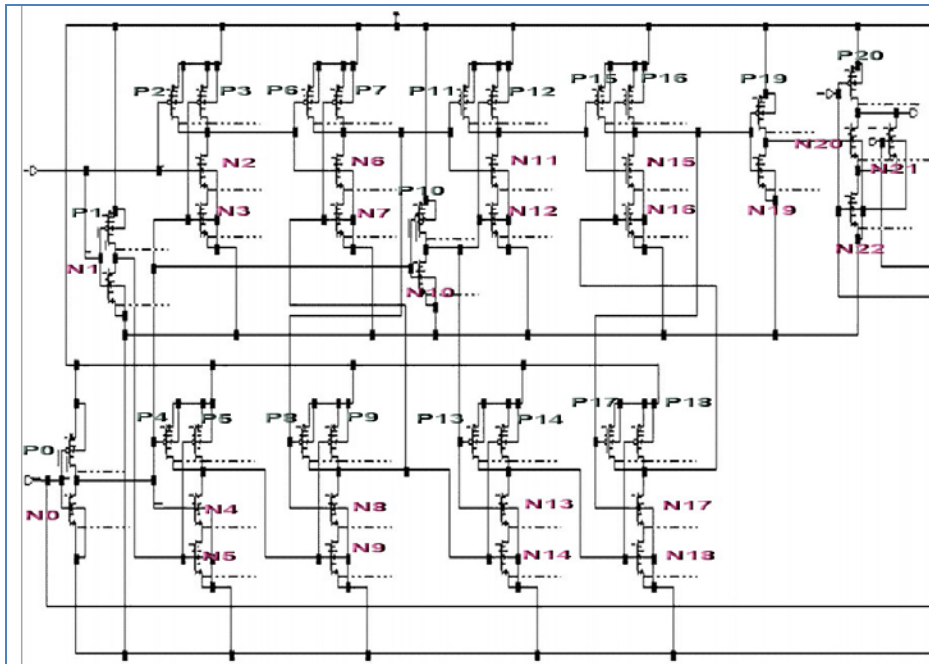 P20
P2 P3 P6 P7 P11 P12 P15 P16 P19
N2 N6 N11 N15 N20 N21
P1 N3 N7 P10 N12 N16 N19 N22
N1 N10
P4 P5 P8 P9 P13 P14 P17 P18
P0
N0 N4 N8 N13 N17
N5 N9 N14 N18